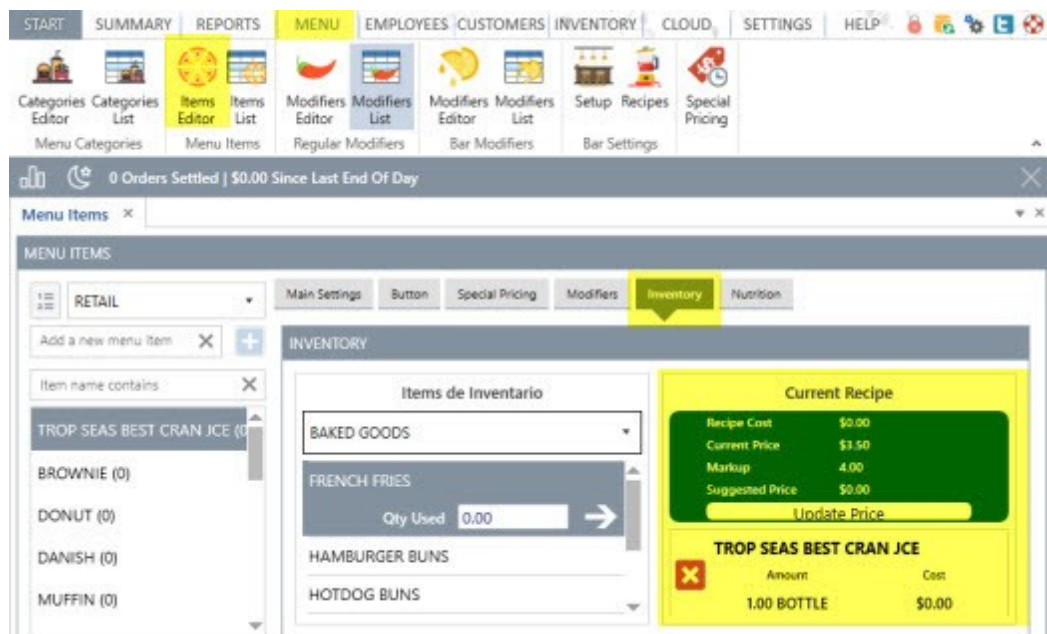 START SUMMARY REPORTS MENU EMPLOYEES CUSTOMERS INVENTORY CLOUD SETTINGS HELP
Categories Categories Items Items Modifiers Modifiers Modifiers Modifiers Setup Recipes Special
Editor List Editor List Editor List Editor List Pricing
Menu Categories Menu Items Regular Modifiers Bar Modifiers Bar Settings
0 Orders Settled | $0.00 Since Last End Of Day
Menu Items
MENU ITEMS
RETAIL
Main Settings Button Special Pricing Modifiers Inventory Nutrition
Add a new menu item
INVENTORY
Item name contains
Items de Inventario
Current Recipe
TROP SEAS BEST CRAN JCE (0
BROWNIE (0)
DONUT (0)
DANISH (0)
MUFFIN (0)
BAKED GOODS
FRENCH FRIES
Qty Used 0.00
HAMBURGER BUNS
HOTDOG BUNS
Recipe Cost $0.00
Current Price $3.50
Markup 4.00
Suggested Price $0.00
Update Price
TROP SEAS BEST CRAN JCE
Amount Cost
1.00 BOTTLE $0.00